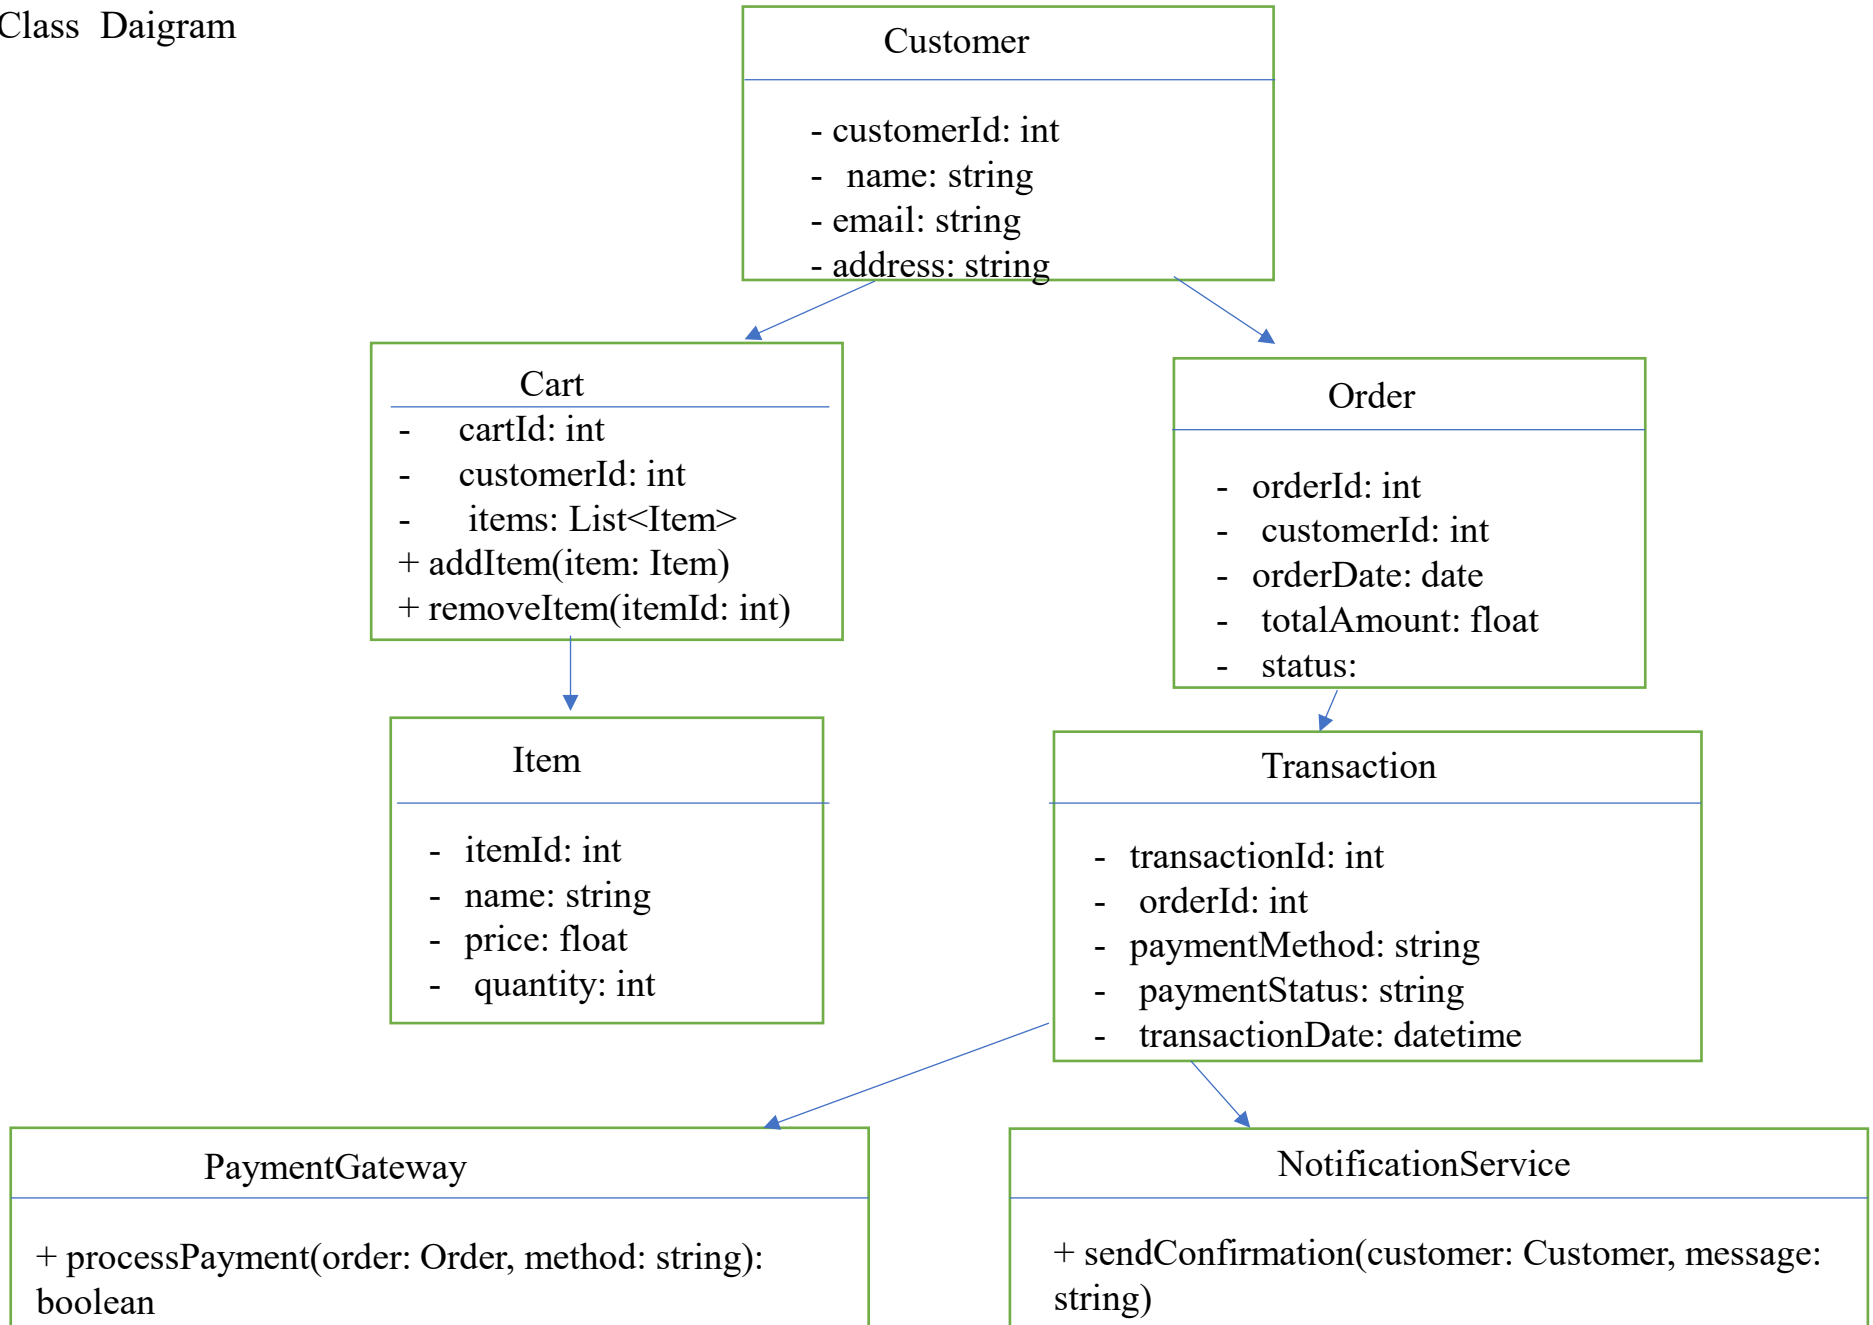 Class Daigram
Customer
- customerId: int
- name: string
- email: string
- address: string
Cart
- cartId: int
- customerId: int
- items: List<Item>
+ addItem(item: Item)
+ removeItem(itemId: int)
Order
- orderId: int
- customerId: int
- orderDate: date
- totalAmount: float
- status:
Item
- itemId: int
- name: string
- price: float
- quantity: int
Transaction
- transactionId: int
- orderId: int
- paymentMethod: string
- paymentStatus: string
- transactionDate: datetime
PaymentGateway
+ processPayment(order: Order, method: string):
boolean
NotificationService
+ sendConfirmation(customer: Customer, message:
string)